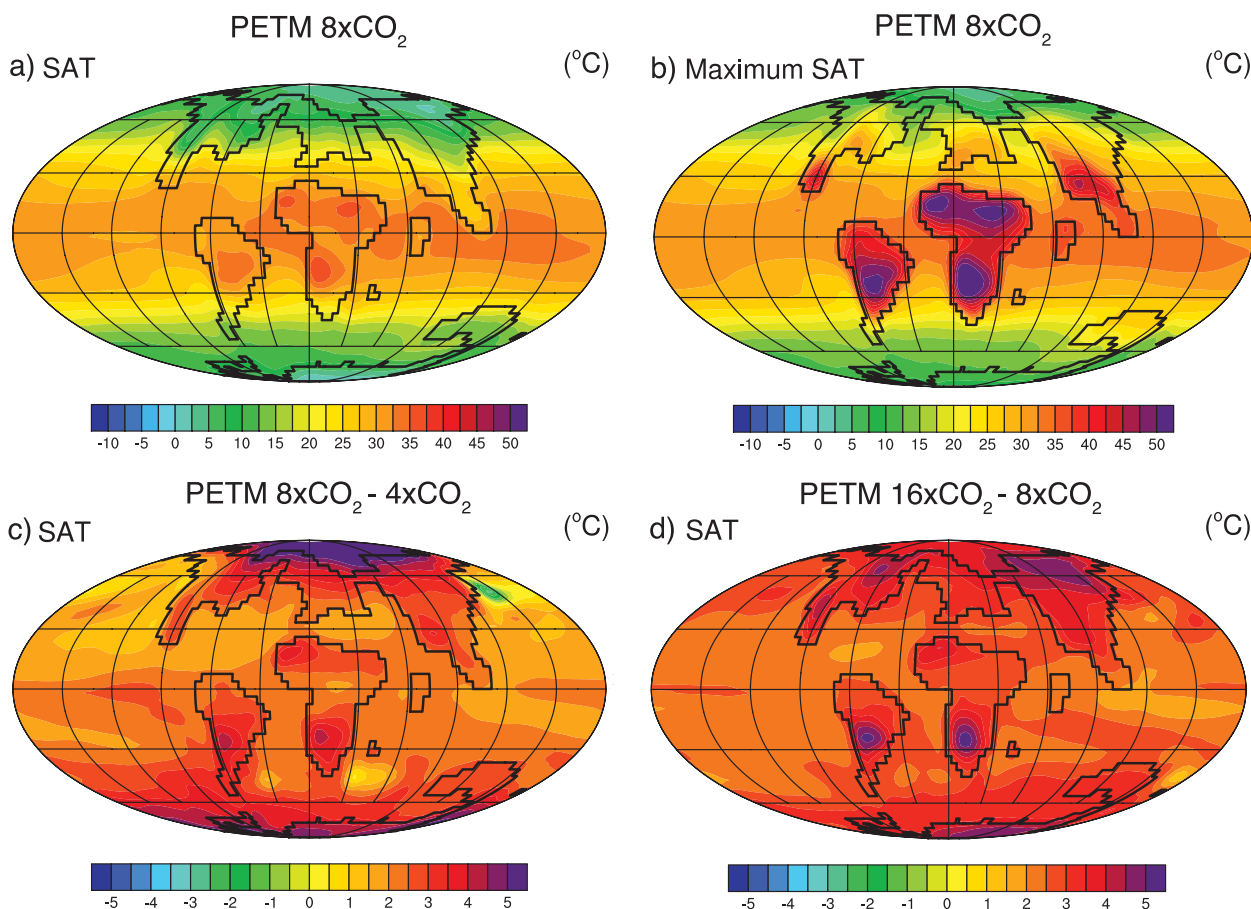 PETM 8xCO₂
a) SAT
(°C)
-10 -5 0 5 10 15 20 25 30 35 40 45 50
PETM 8xCO₂
b) Maximum SAT
(°C)
-10 -5 0 5 10 15 20 25 30 35 40 45 50
PETM 8xCO₂ - 4xCO₂
c) SAT
(°C)
-5 -4 -3 -2 -1 0 1 2 3 4 5
PETM 16xCO₂ - 8xCO₂
d) SAT
(°C)
-5 -4 -3 -2 -1 0 1 2 3 4 5